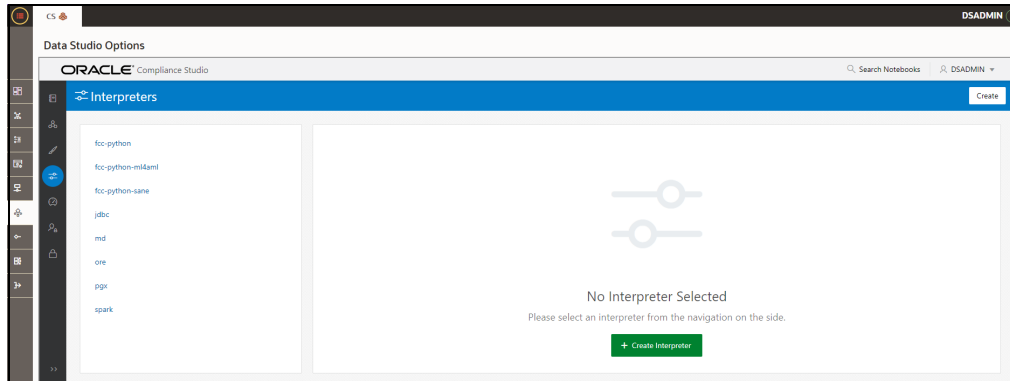 CS
DSADMIN
Data Studio Options
ORACLE Compliance Studio
Search Notebooks
DSADMIN
Interpreters
Create
fcc-python
fcc-python-ml4aml
fcc-python-sane
jdbc
md
ore
pgx
spark
No Interpreter Selected
Please select an interpreter from the navigation on the side.
+ Create Interpreter